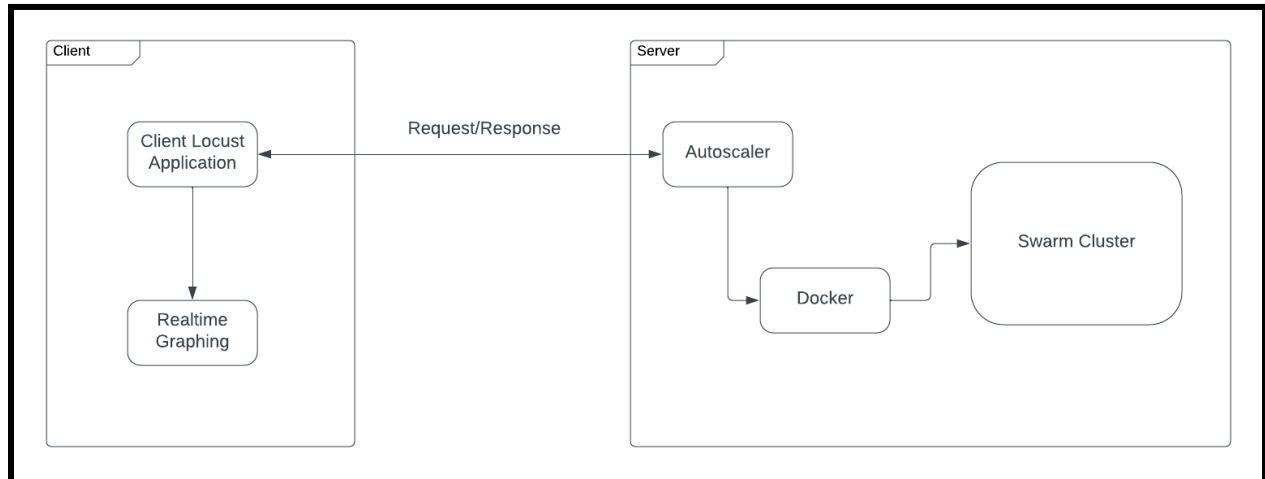 Client
Server
Client Locust
Application
Request/Response
Autoscaler
Swarm Cluster
Docker
Realtime
Graphing